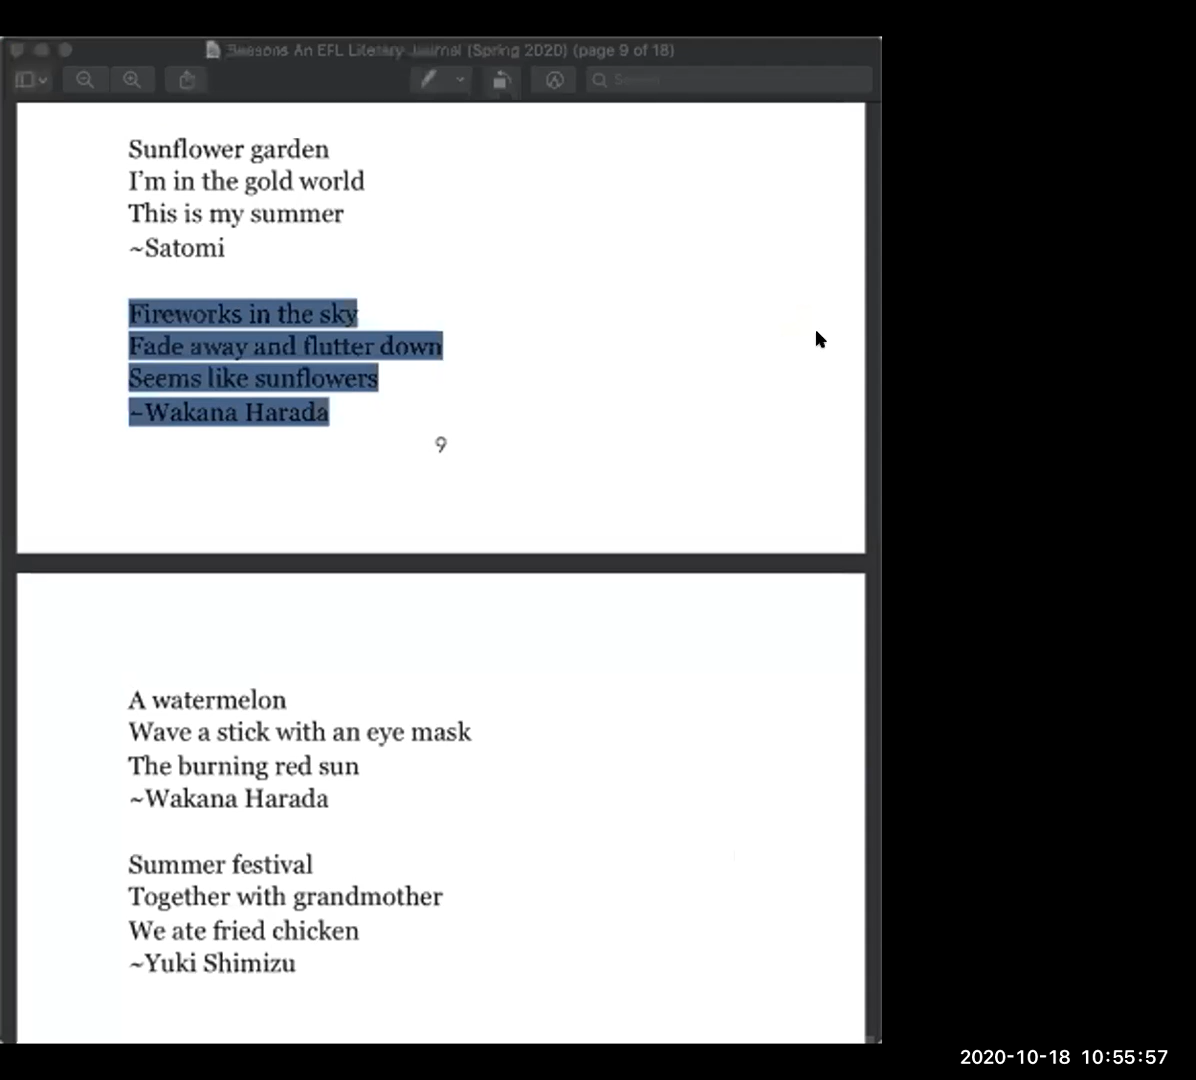 Seasons An EFL Literary Journal (Spring 2020) (page 9 of 18)
Search
Sunflower garden
I'm in the gold world
This is my summer
~Satomi
Fireworks in the sky
Fade away and flutter down
Seems like sunflowers
~Wakana Harada
9
A watermelon
Wave a stick with an eye mask
The burning red sun
~Wakana Harada
Summer festival
Together with grandmother
We ate fried chicken
~Yuki Shimizu
2020-10-18 10:55:57